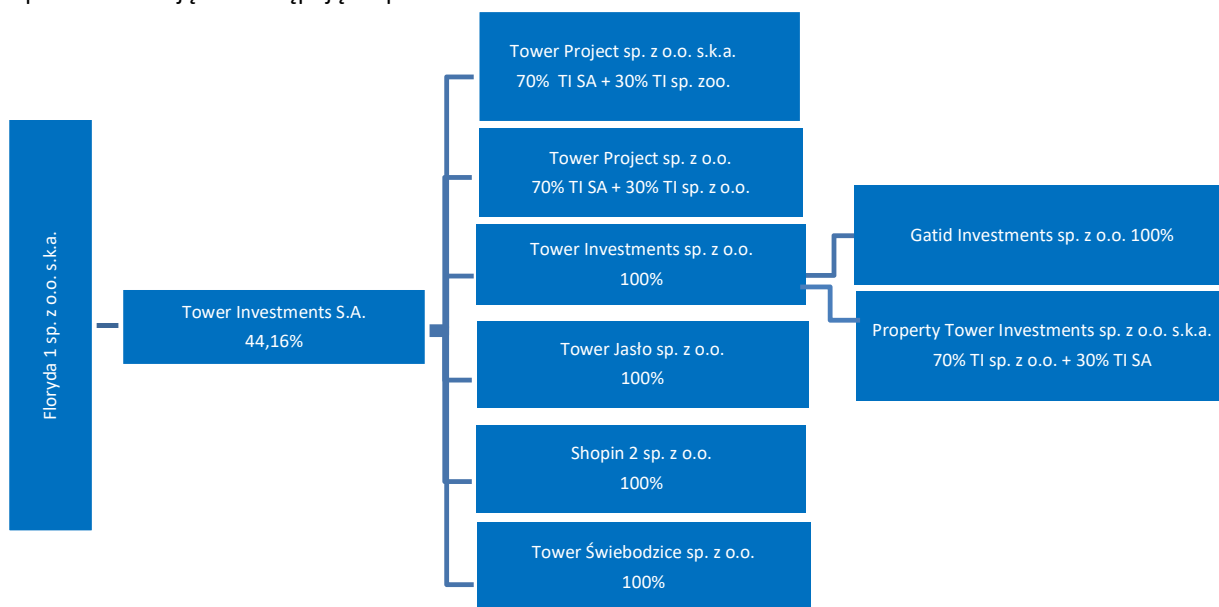 Tower Project sp. z o.o. s.k.a.
70% TI SA + 30% TI sp. zoo.
Tower Project sp. z o.o.
70% TI SA + 30% TI sp. z o.o.
Floryda 1 sp. z o.o. s.k.a.
Tower Investments S.A.
44,16%
Tower Investments sp. z o.o.
100%
Gatid Investments sp. z o.o. 100%
Property Tower Investments sp. z o.o. s.k.a.
70% TI sp. z o.o. + 30% TI SA
Tower Jasło sp. z o.o.
100%
Shopin 2 sp. z o.o.
100%
Tower Świebodzice sp. z o.o.
100%